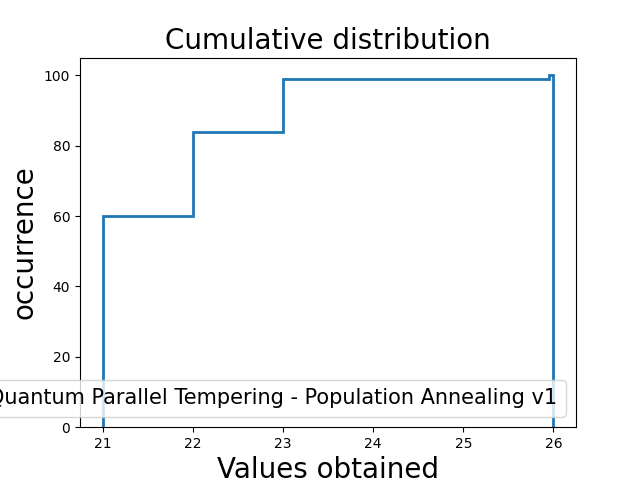 Cumulative distribution
occurrence
100
80
60
40
20
0
Quantum Parallel Tempering - Population Annealing v1
21 22 23 24 25 26
Values obtained